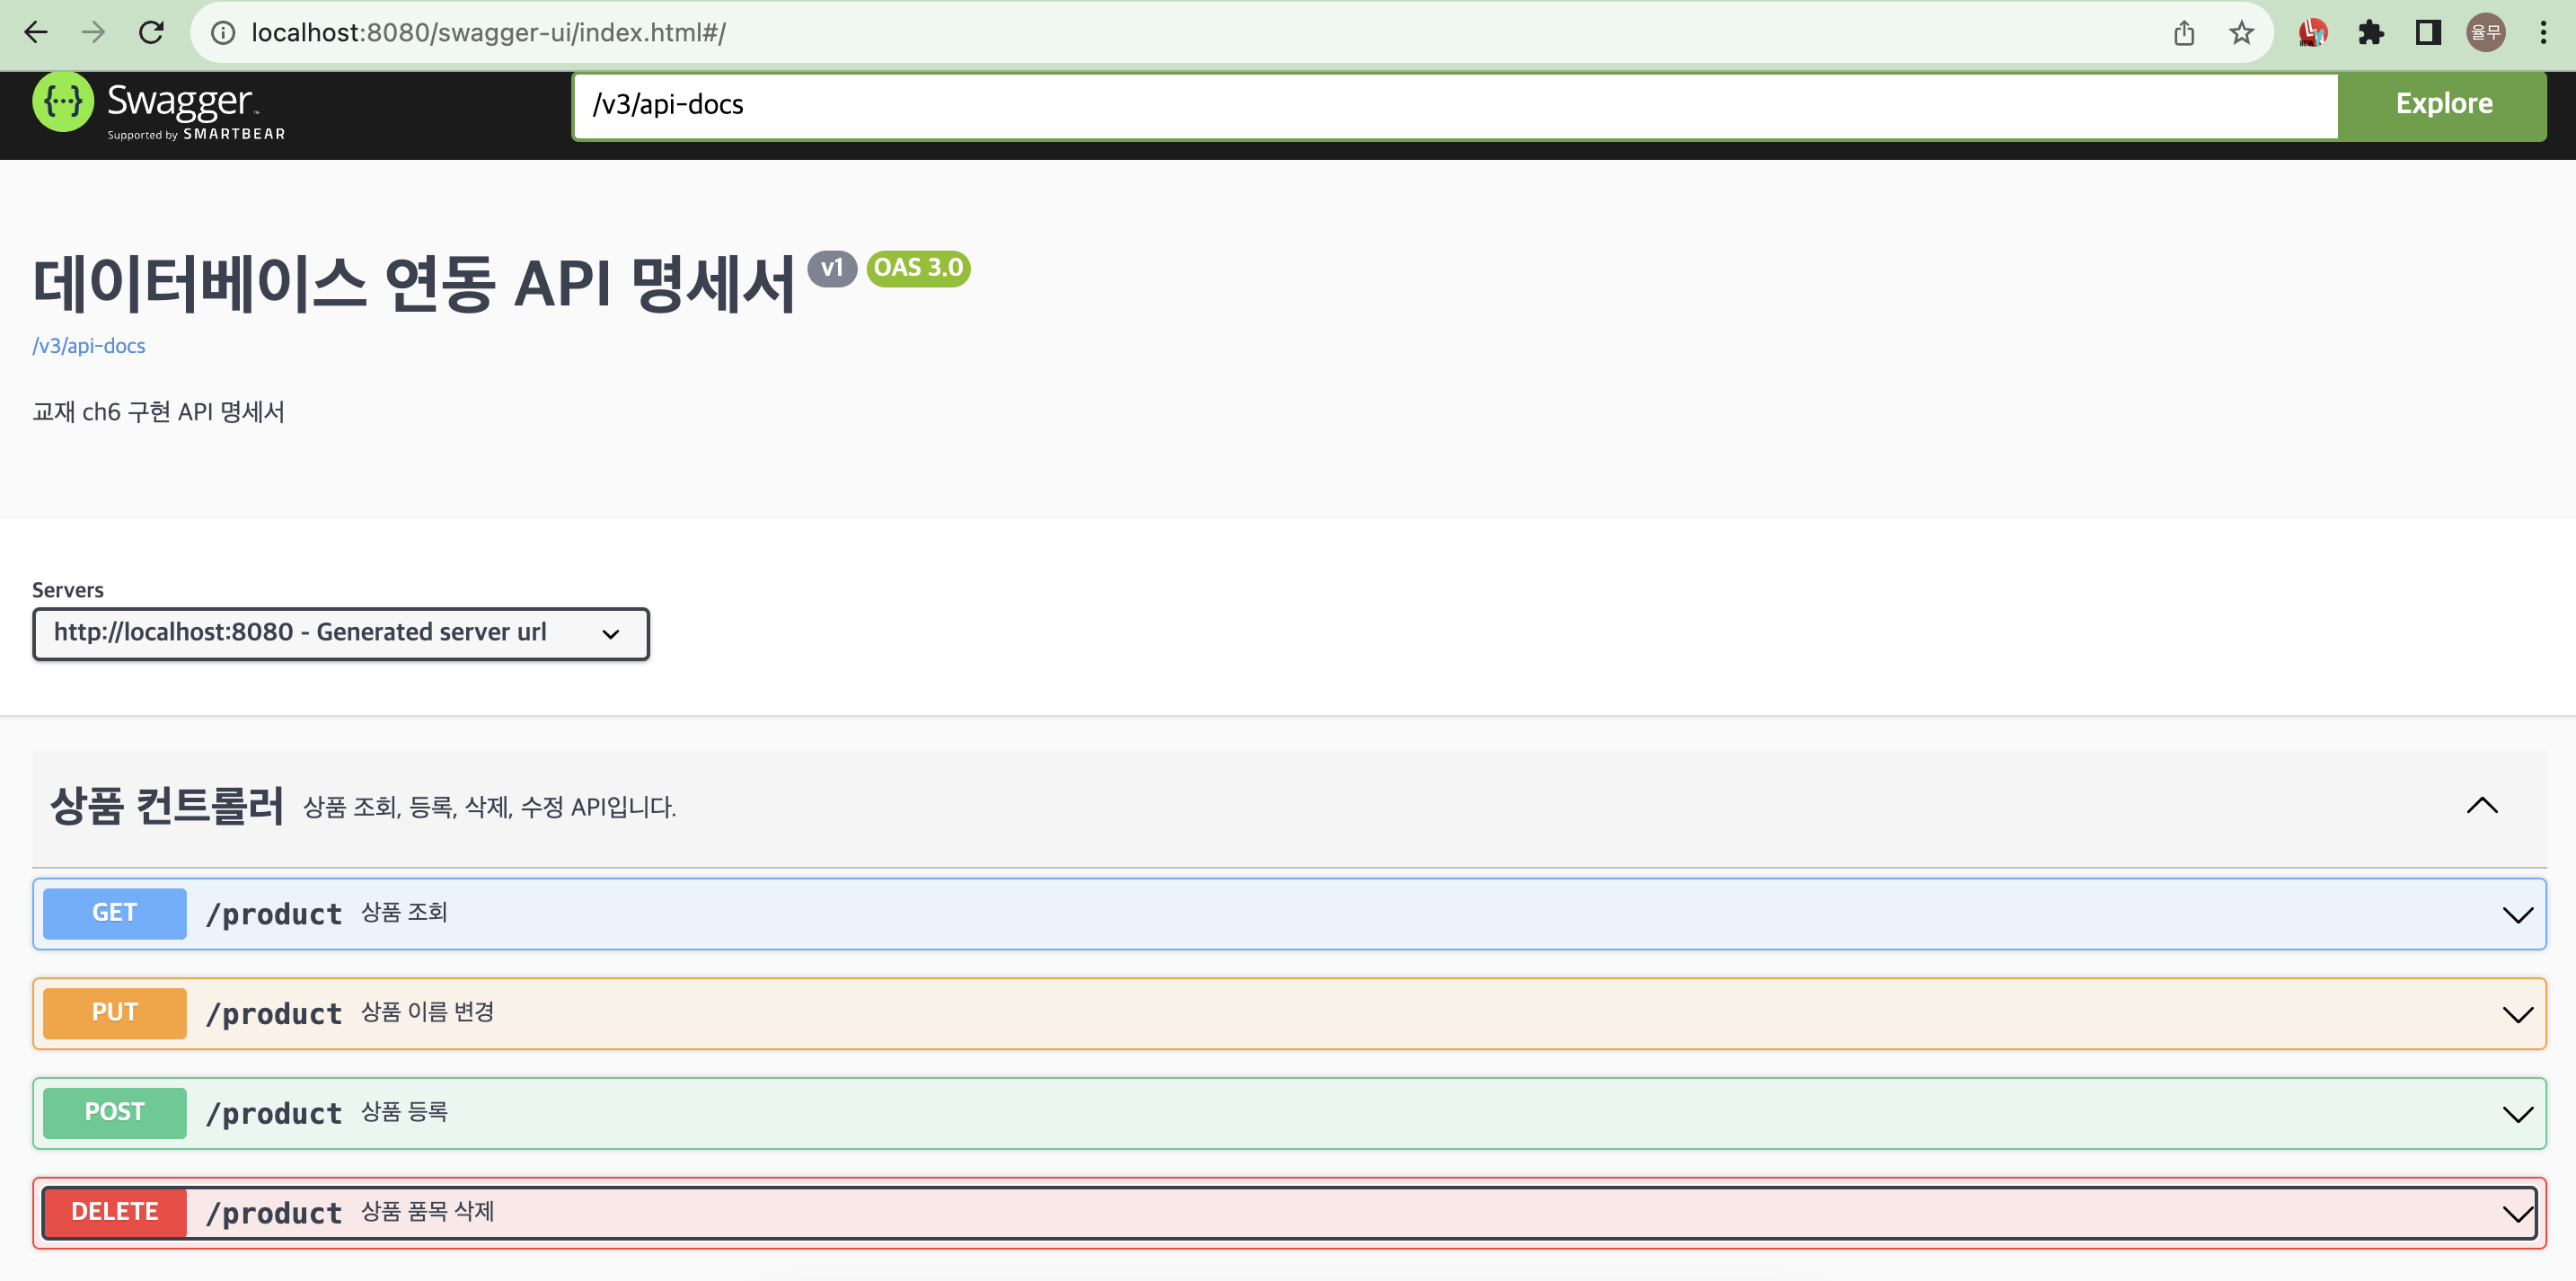 localhost:8080/swagger-ui/index.html#/
율무
Swagger
Supported by SMARTBEAR
/v3/api-docs
Explore
데이터베이스 연동 API 명세서 v1 OAS 3.0
/v3/api-docs
교재 ch6 구현 API 명세서
Servers
http://localhost:8080 - Generated server url
상품 컨트롤러 상품 조회, 등록, 삭제, 수정 API입니다.
GET /product 상품 조회
PUT /product 상품 이름 변경
POST /product 상품 등록
DELETE /product 상품 품목 삭제